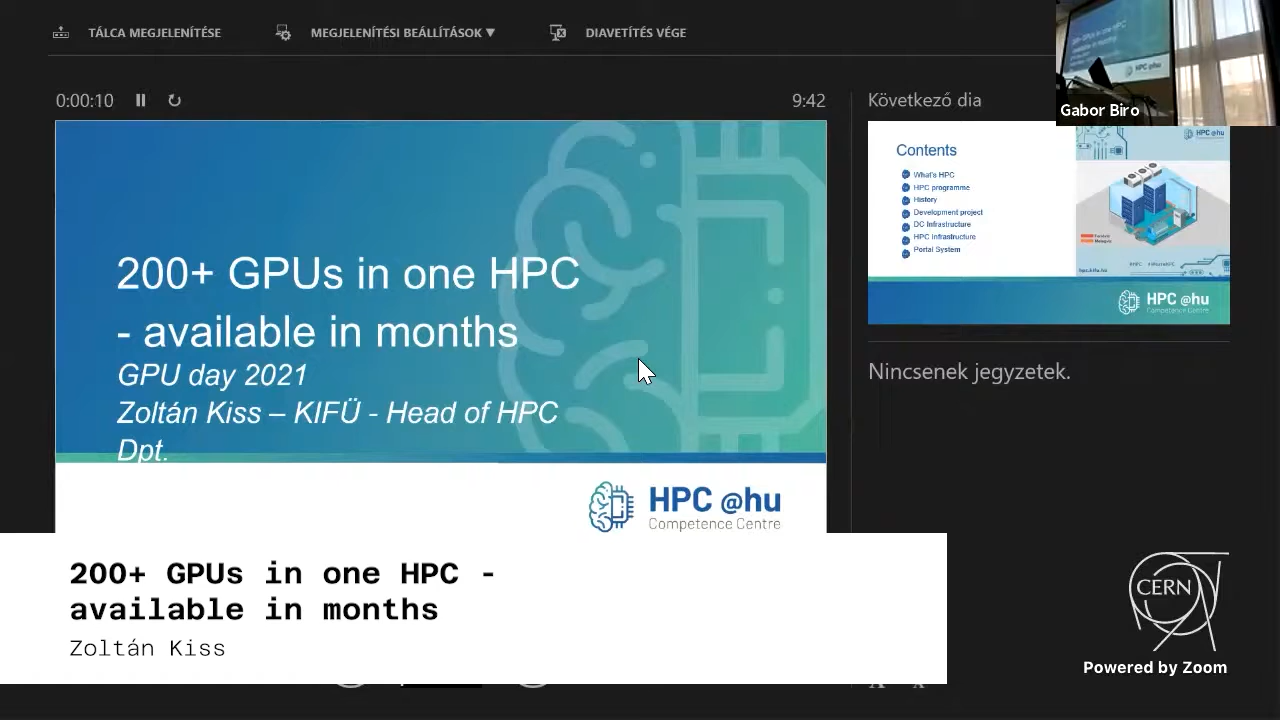 TÁLCA MEGJELENÍTÉSE
MEGJELENÍTÉSI BEÁLLÍTÁSOK ▼
DIAVETÍTÉS VÉGE
0:00:10
9:42
200+ GPUs in one HPC
- available in months
GPU day 2021
Zoltán Kiss – KIFÜ - Head of HPC
Dpt.
HPC @hu
Competence Centre
Következő dia
Gabor Biro
Contents
What's HPC
HPC programme
History
Development project
DC Infrastructure
HPC Infrastructure
Portal System
HPC @hu
HPC @hu
Competence Centre
Nincsenek jegyzetek.
200+ GPUs in one HPC -
available in months
Zoltán Kiss
CERN
Powered by Zoom